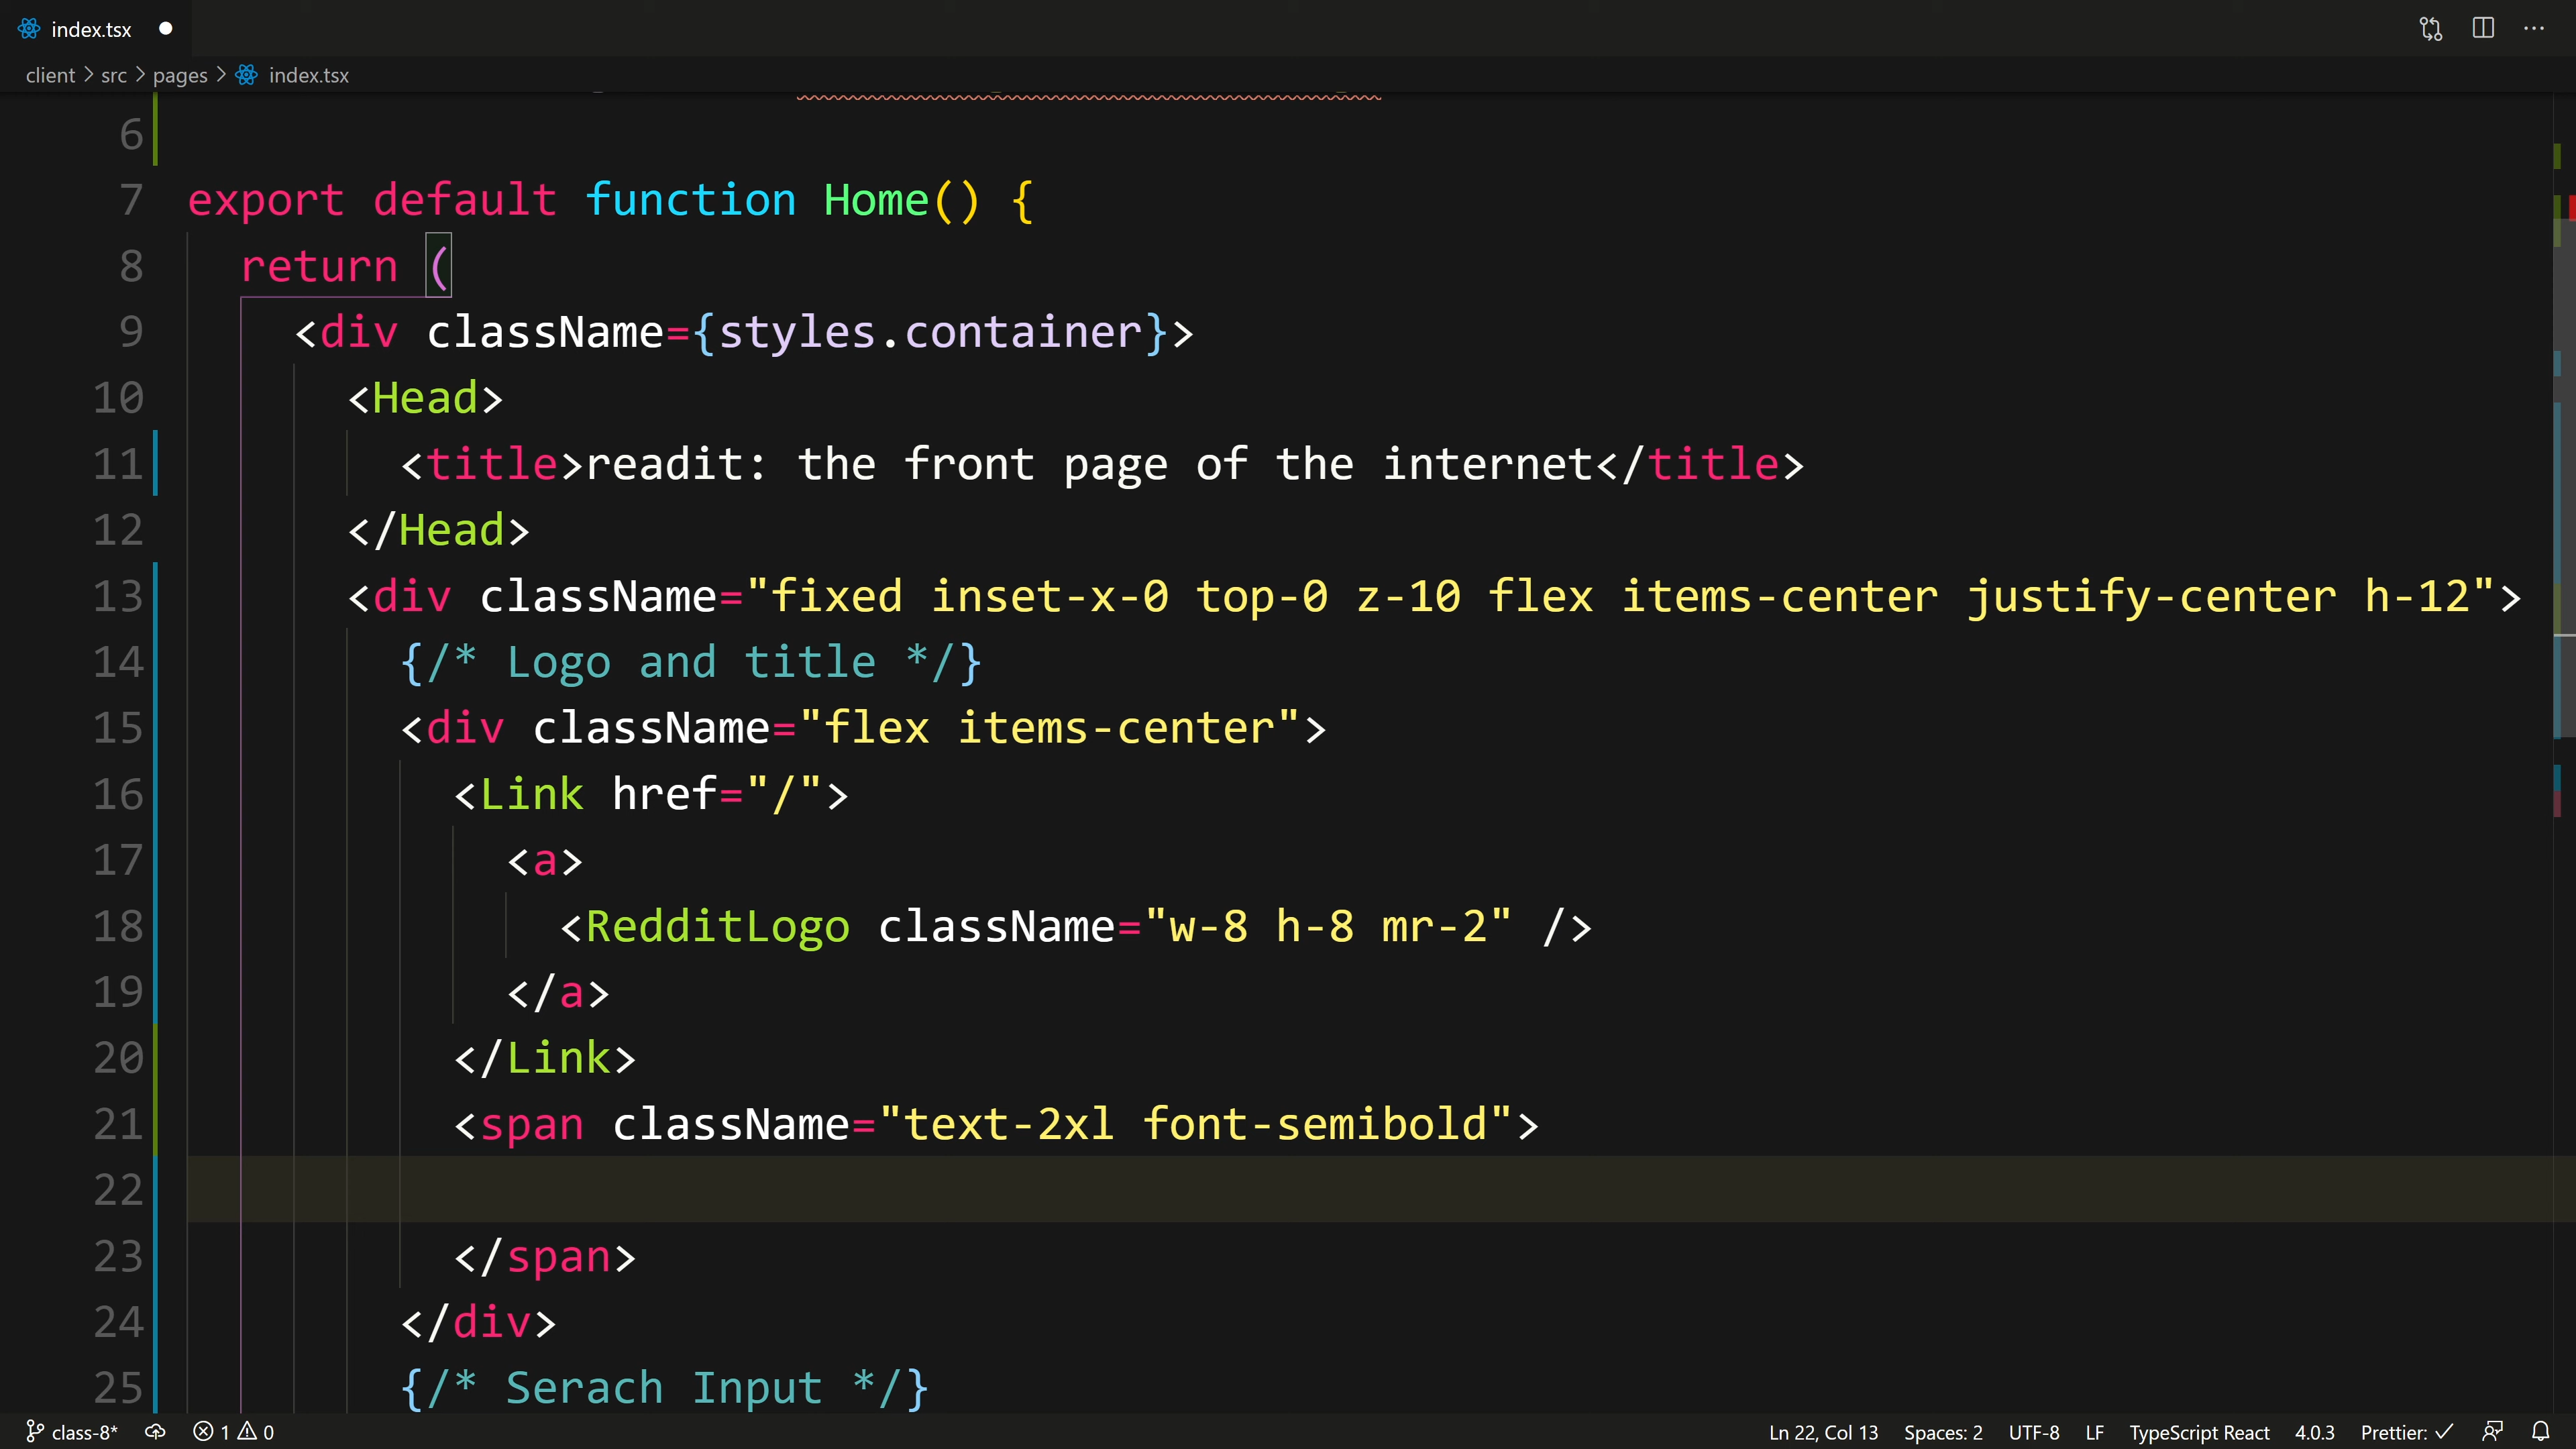 index.tsx
client > src > pages > index.tsx
6
7 export default function Home() {
8 return (
9 <div className={styles.container}>
10 <Head>
11 <title>readit: the front page of the internet</title>
12 </Head>
13 <div className="fixed inset-x-0 top-0 z-10 flex items-center justify-center h-12">
14 {/* Logo and title */}
15 <div className="flex items-center">
16 <Link href="/">
17 <a>
18 <RedditLogo className="w-8 h-8 mr-2" />
19 </a>
20 </Link>
21 <span className="text-2xl font-semibold">
22
23 </span>
24 </div>
25 {/* Serach Input */}
class-8* 1 0 Ln 22, Col 13 Spaces: 2 UTF-8 LF TypeScript React 4.0.3 Prettier: ✓